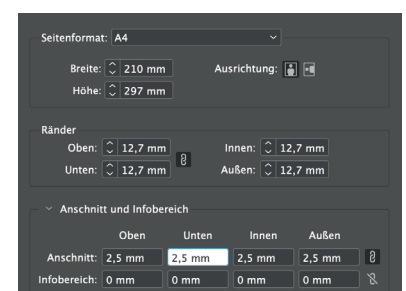 Seitenformat: A4
Breite: 210 mm Ausrichtung:
Höhe: 297 mm
Ränder
Oben: 12,7 mm Innen: 12,7 mm
Unten: 12,7 mm Außen: 12,7 mm
Anschnitt und Infobereich
Oben Unten Innen Außen
Anschnitt: 2,5 mm 2,5 mm 2,5 mm 2,5 mm
Infobereich: 0 mm 0 mm 0 mm 0 mm